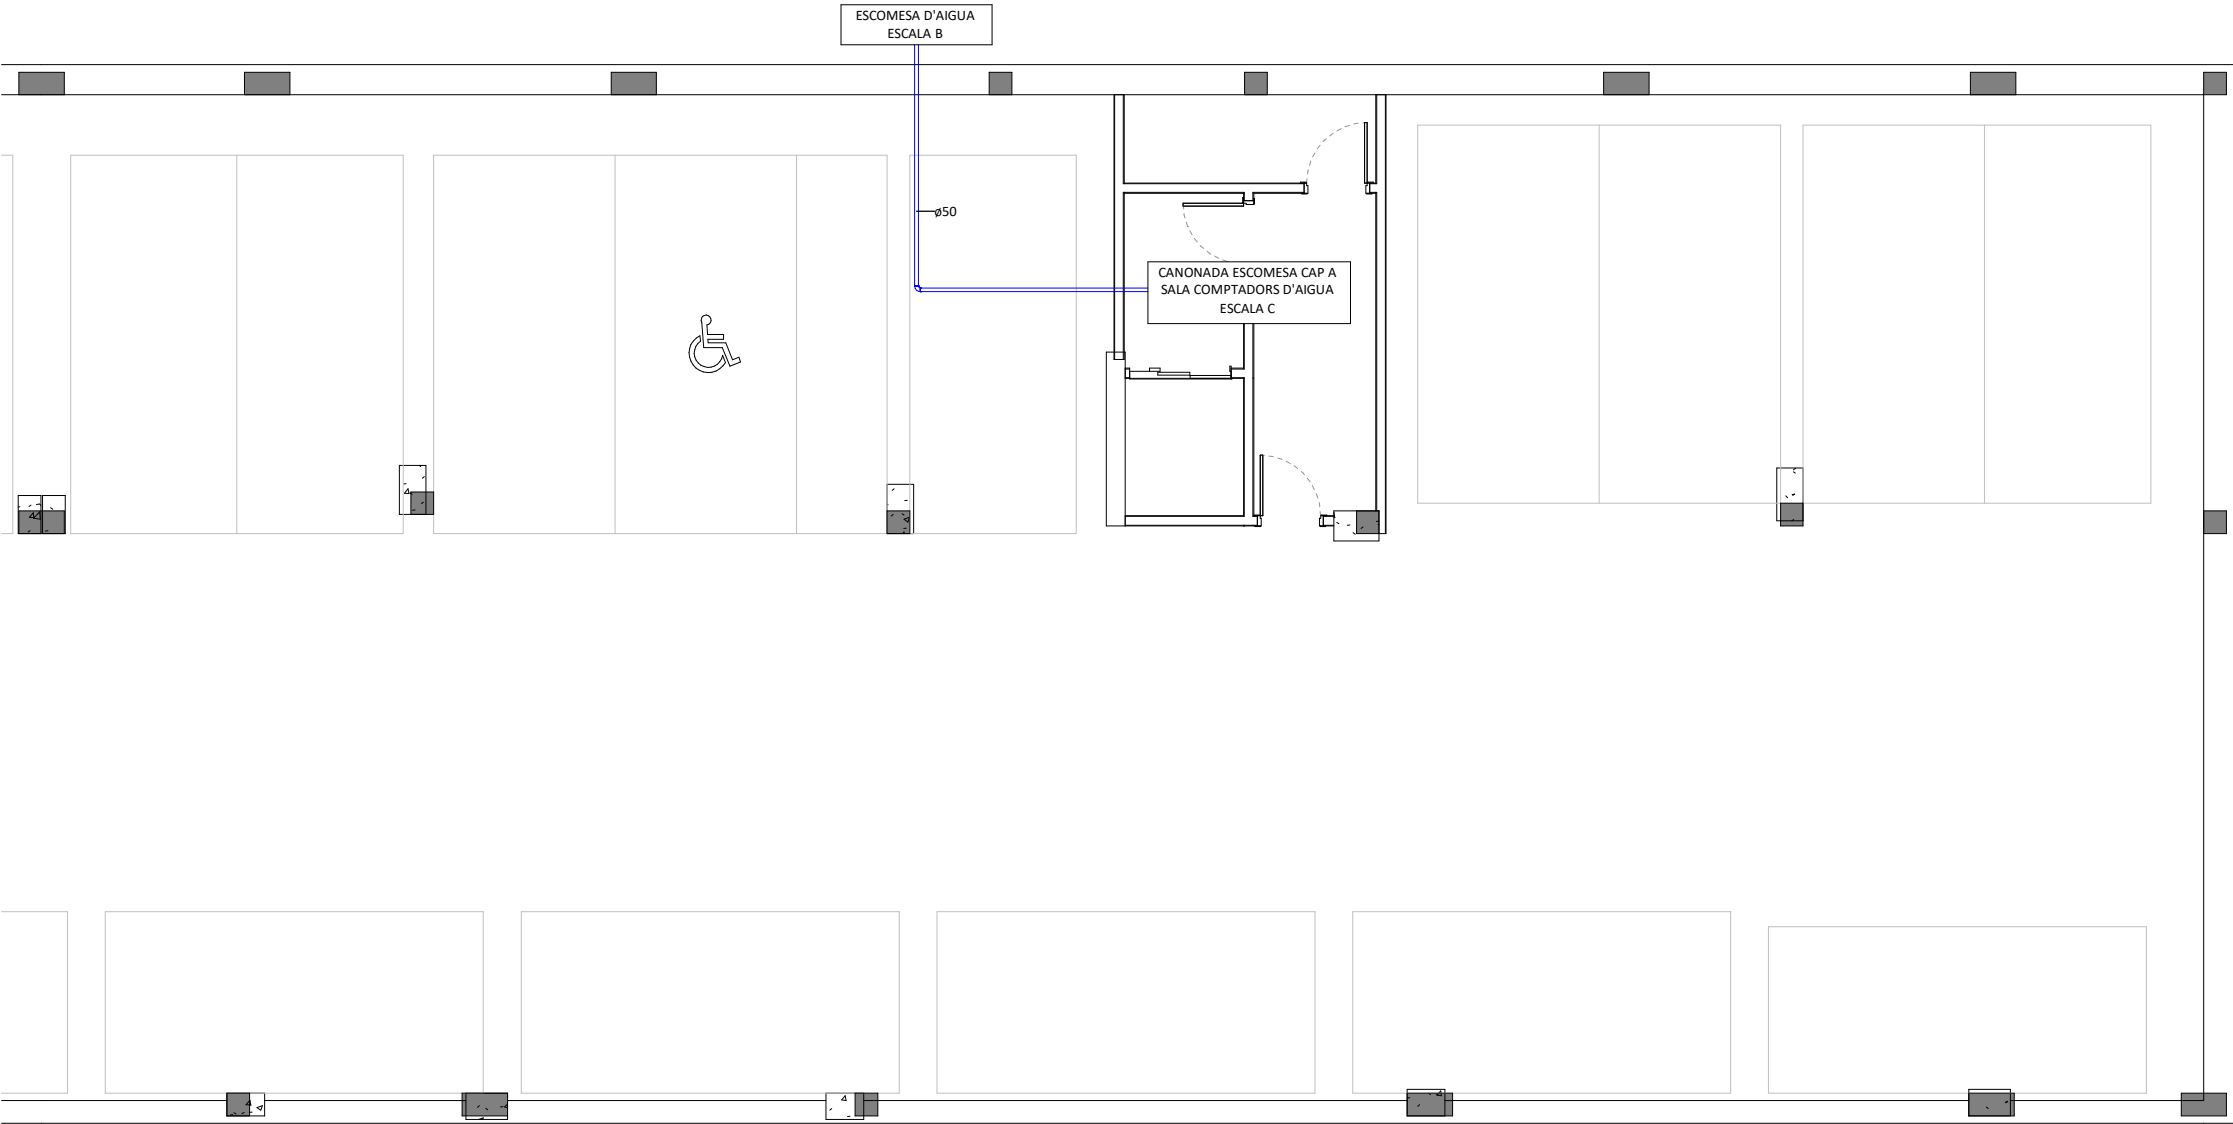 ESCOMESA D'AIGUA
ESCALA B
ø50
CANONADA ESCOMESA CAP A
SALA COMPTADORS D'AIGUA
ESCALA C